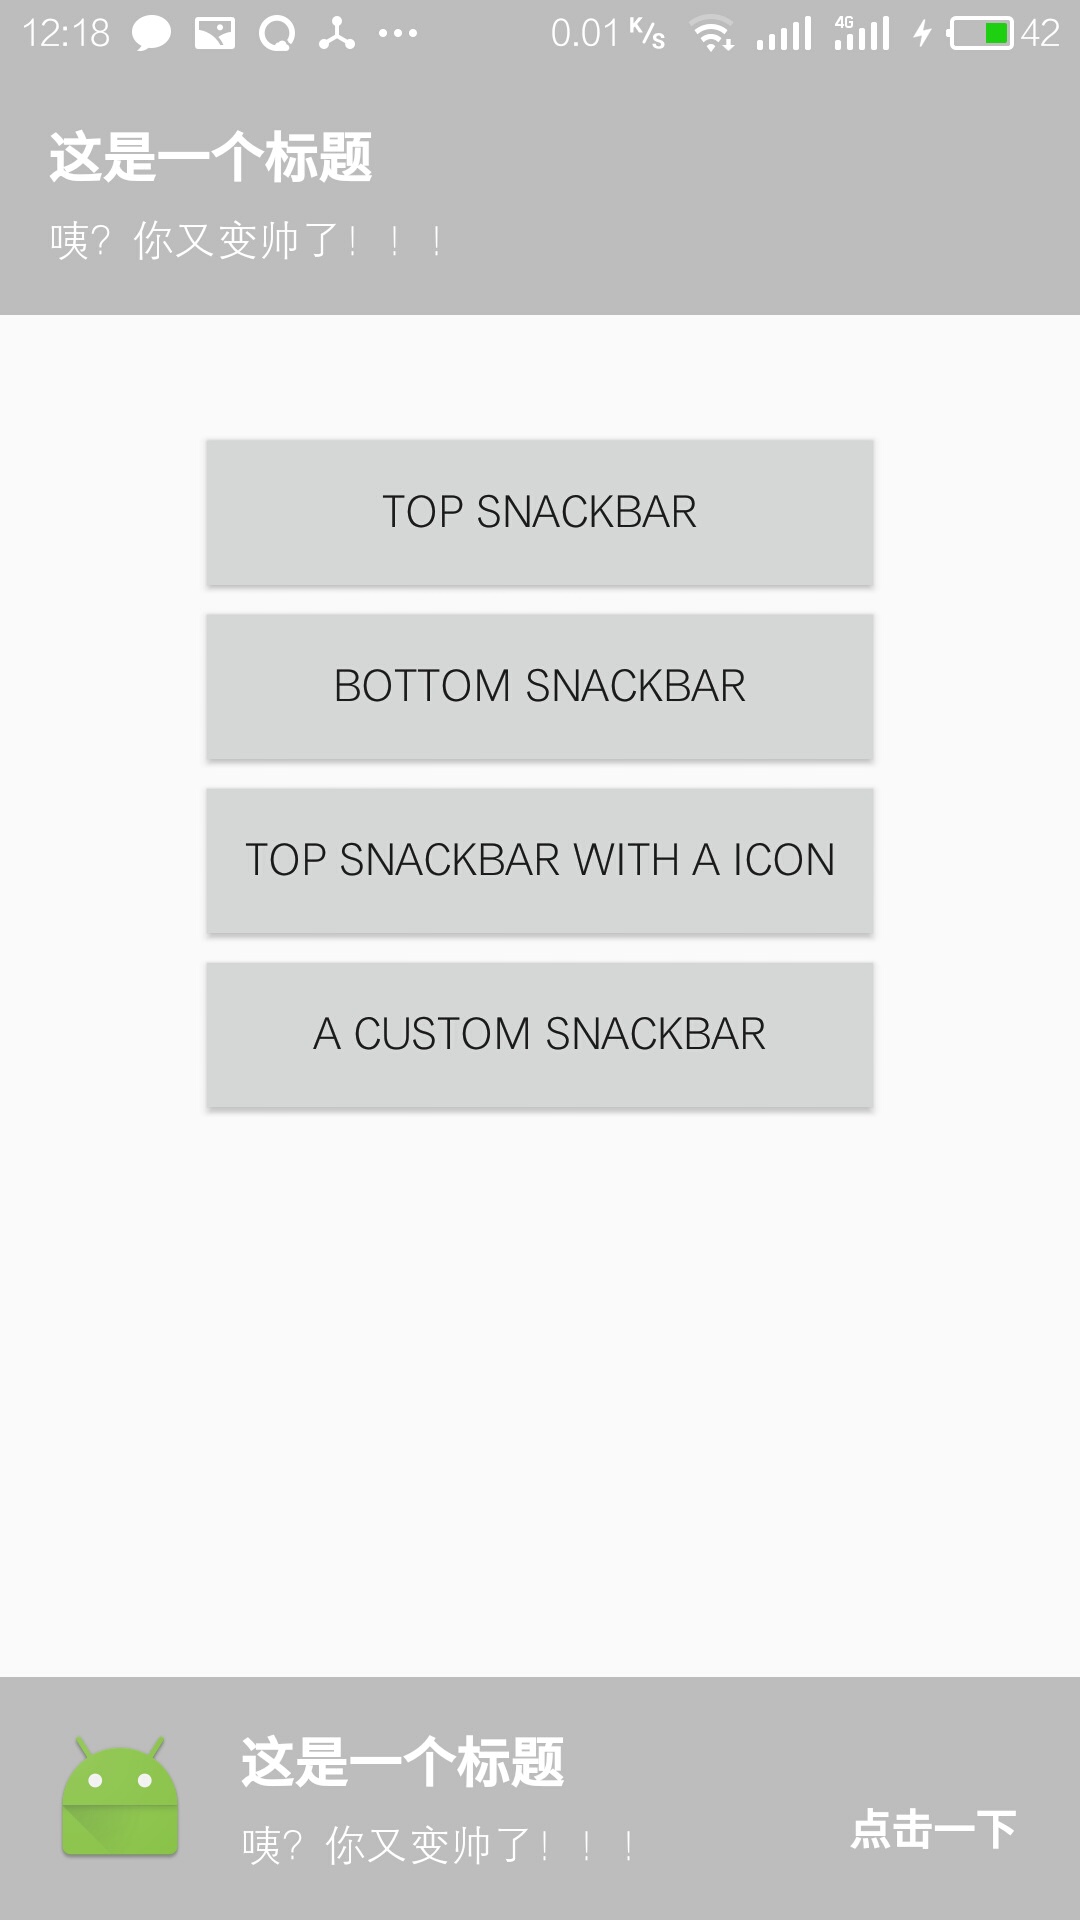 12:18 0.01 K/s 4G 42
这是一个标题
咦？你又变帅了！！！
TOP SNACKBAR
BOTTOM SNACKBAR
TOP SNACKBAR WITH A ICON
A CUSTOM SNACKBAR
这是一个标题
咦？你又变帅了！！！
点击一下